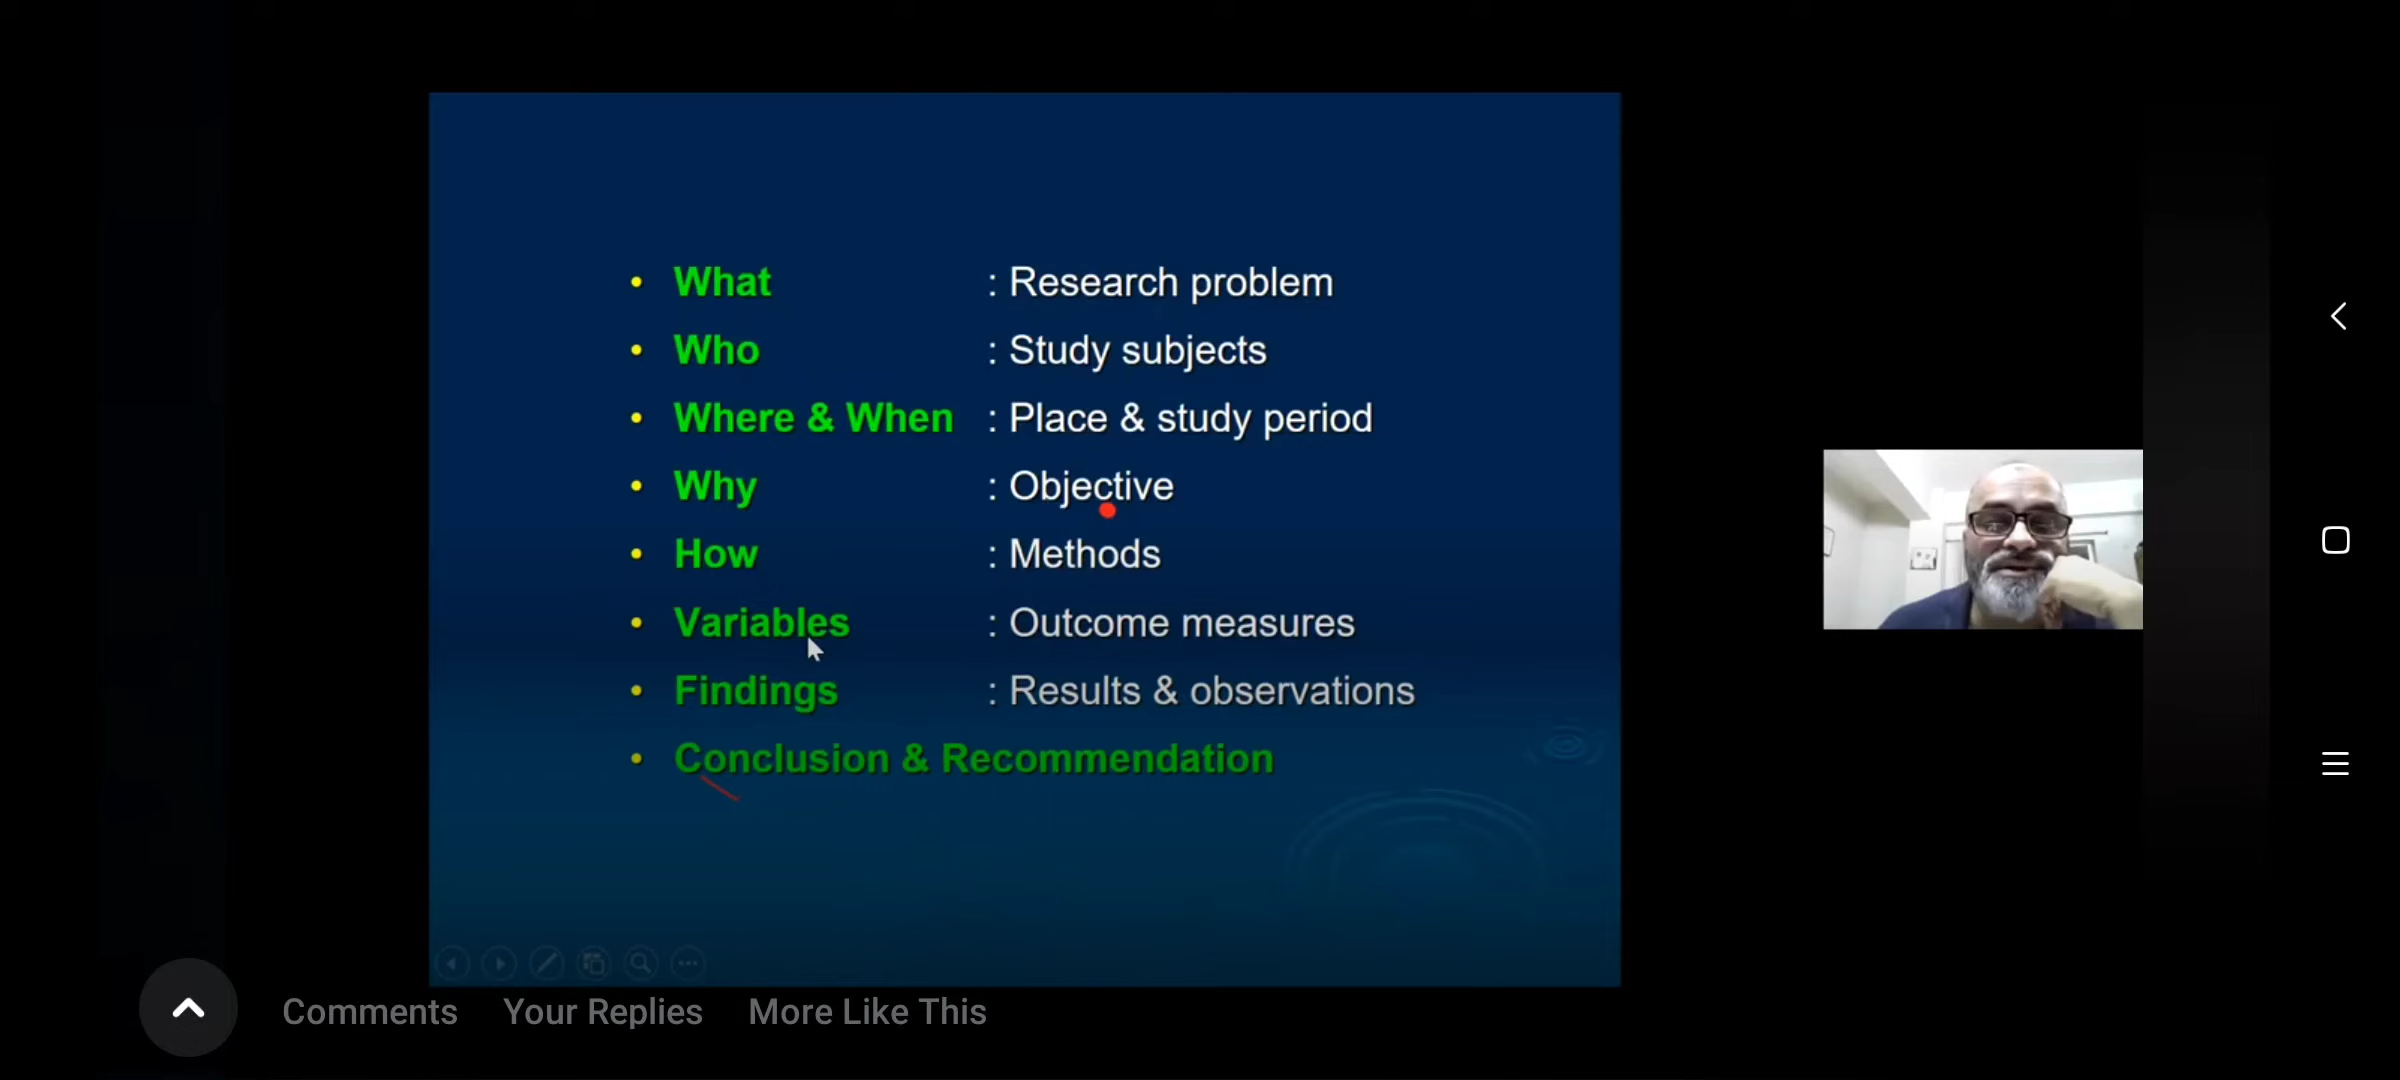 • What : Research problem
• Who : Study subjects
• Where & When : Place & study period
• Why : Objective
• How : Methods
• Variables : Outcome measures
• Findings : Results & observations
• Conclusion & Recommendation
Comments Your Replies More Like This